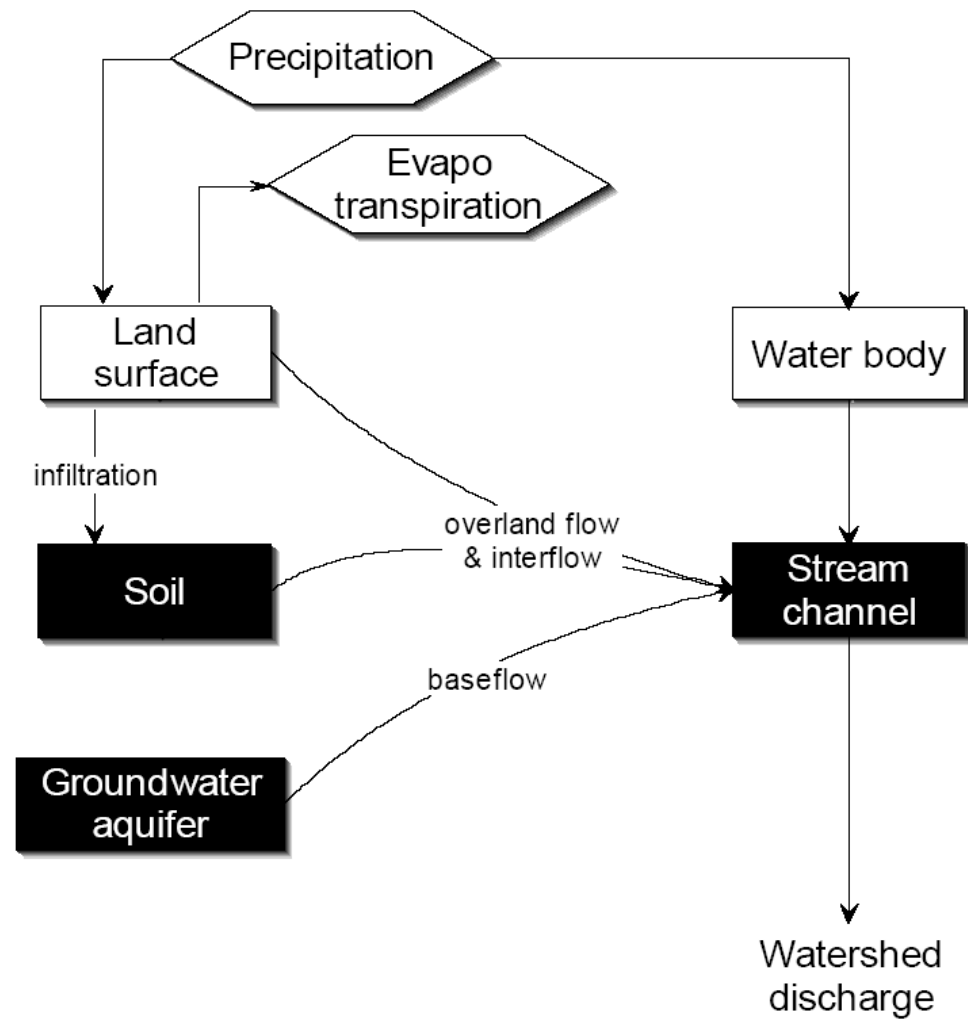 Precipitation
Evapo
transpiration
Land
surface
Water body
infiltration
overland flow
& interflow
Soil
Stream
channel
baseflow
Groundwater
aquifer
Watershed
discharge